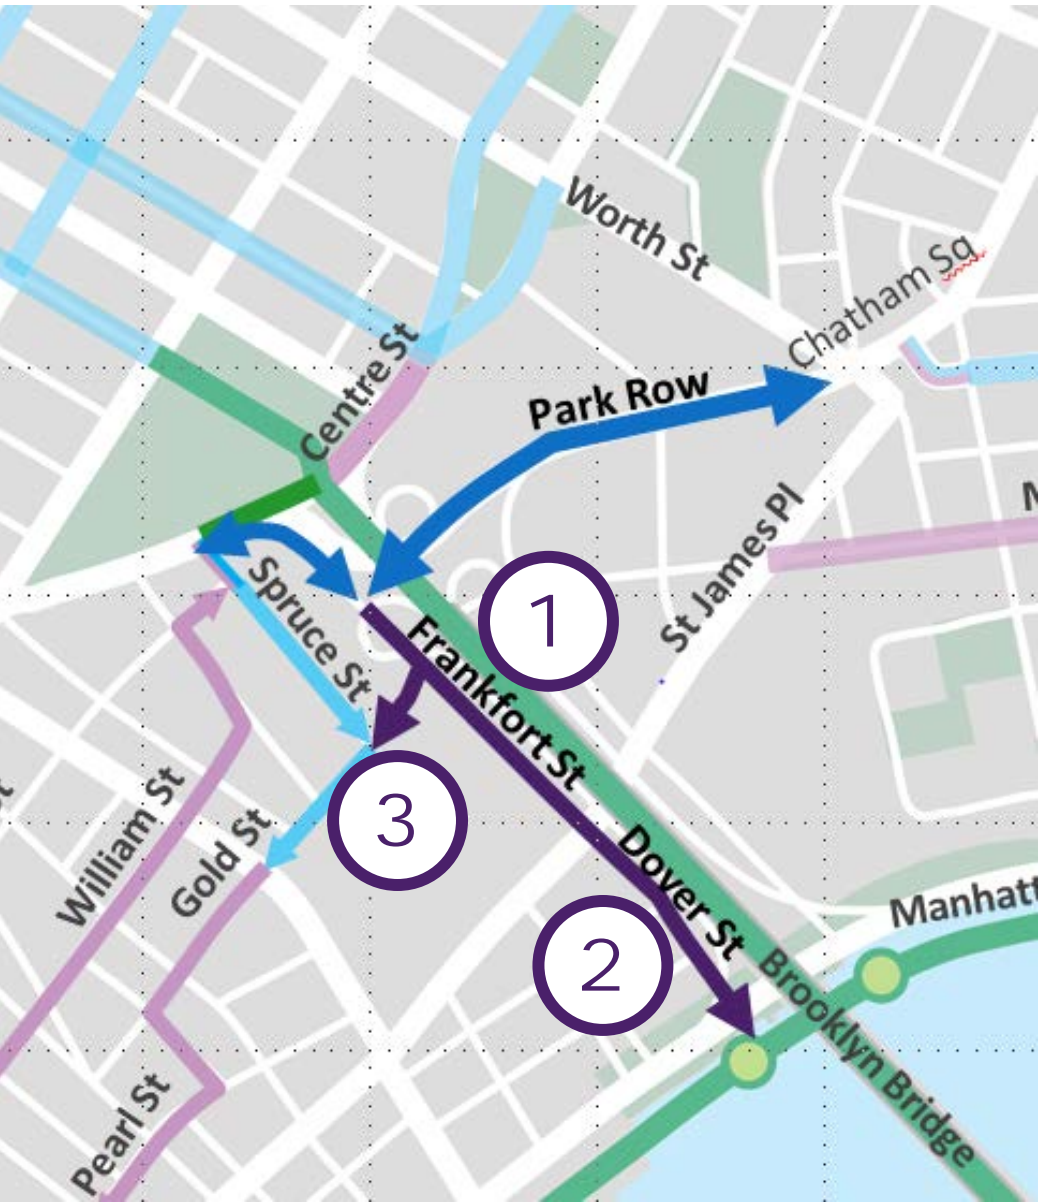 Worth St
Chatham Sq
Centre St
Park Row
M
St James Pl
Spruce St
1
Frankfort St
William St
Gold St
3
Dover St
Manhatt
2
Brooklyn Bridge
Pearl St